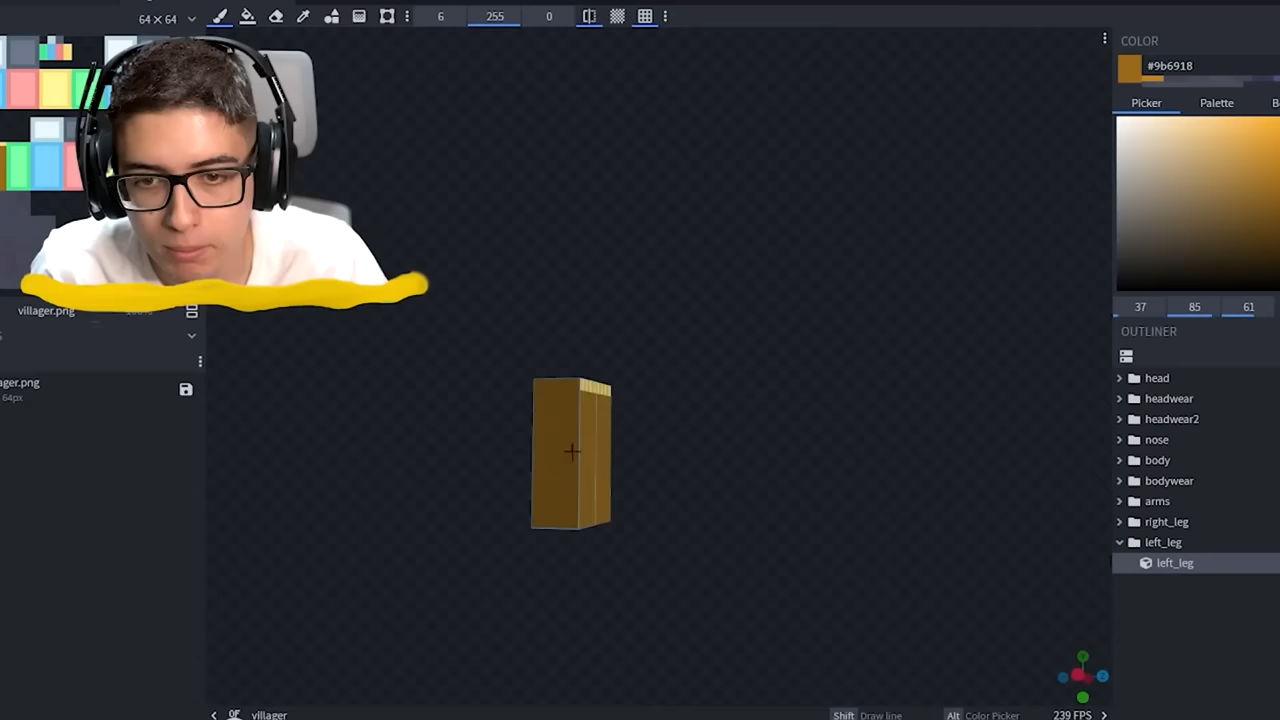 64 × 64
6
255
0
COLOR
#9b6918
Picker
Palette
37
85
61
villager.png
OUTLINER
ager.png
64px
head
headwear
headwear2
nose
body
bodywear
arms
right_leg
left_leg
left_leg
villager
Shift Draw line
Alt Color Picker
239 FPS